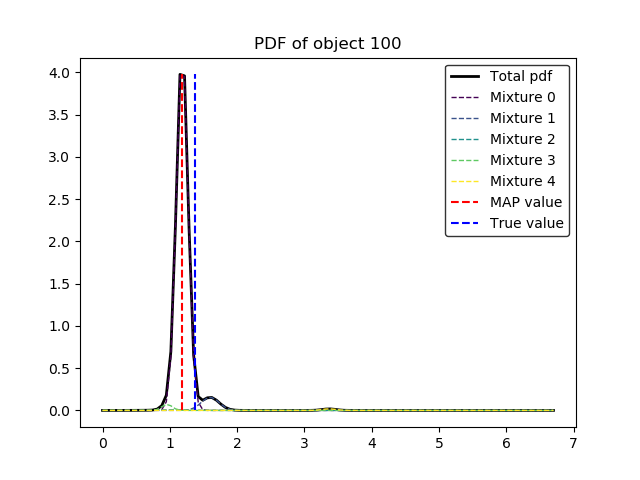 PDF of object 100
4.0
3.5
3.0
2.5
2.0
1.5
1.0
0.5
0.0
0 1 2 3 4 5 6 7
Total pdf
Mixture 0
Mixture 1
Mixture 2
Mixture 3
Mixture 4
MAP value
True value